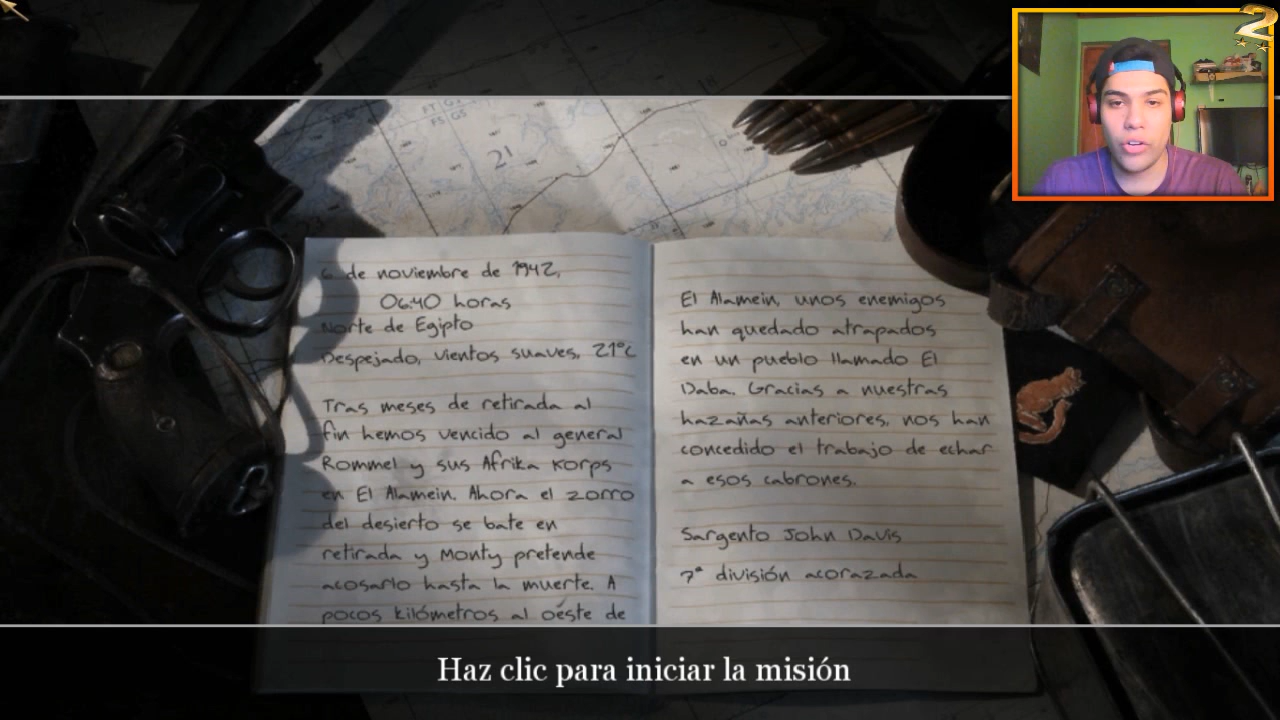 2
21
6 de noviembre de 1942,
06:40 horas
Norte de Egipto
Despejado, vientos suaves, 21°C
Tras meses de retirada al
fin hemos vencido al general
Rommel y sus Afrika Korps
en El Alamein. Ahora el zorro
del desierto se bate en
retirada y Monty pretende
acosarlo hasta la muerte. A
pocos kilómetros al oeste de
El Alamein, unos enemigos
han quedado atrapados
en un pueblo llamado El
Daba. Gracias a nuestras
hazañas anteriores, nos han
concedido el trabajo de echar
a esos cabrones.
Sargento John Davis
7ª división acorazada
Haz clic para iniciar la misión